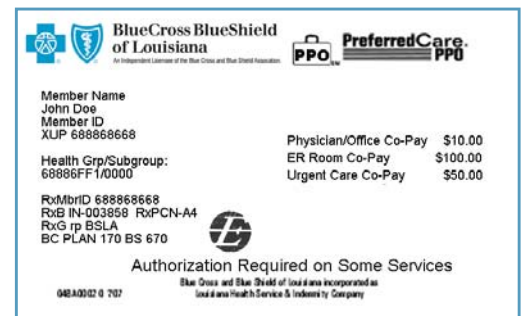 BlueCross BlueShield
of Louisiana
An Independent Licensee of the Blue Cross and Blue Shield Association.
PPO SM
PreferredCare.
PPO
Member Name
John Doe
Member ID
XUP 688868668
Health Grp/Subgroup:
68886FF1/0000
RxMbrID 688868668
RxB IN-003858 RxPCN-A4
RxG rp BSLA
BC PLAN 170 BS 670
Physician/Office Co-Pay $10.00
ER Room Co-Pay $100.00
Urgent Care Co-Pay $50.00
Authorization Required on Some Services
Blue Cross and Blue Shield of Louisiana incorporated as
Louisiana Health Service & Indemnity Company
04BA0002 0 707